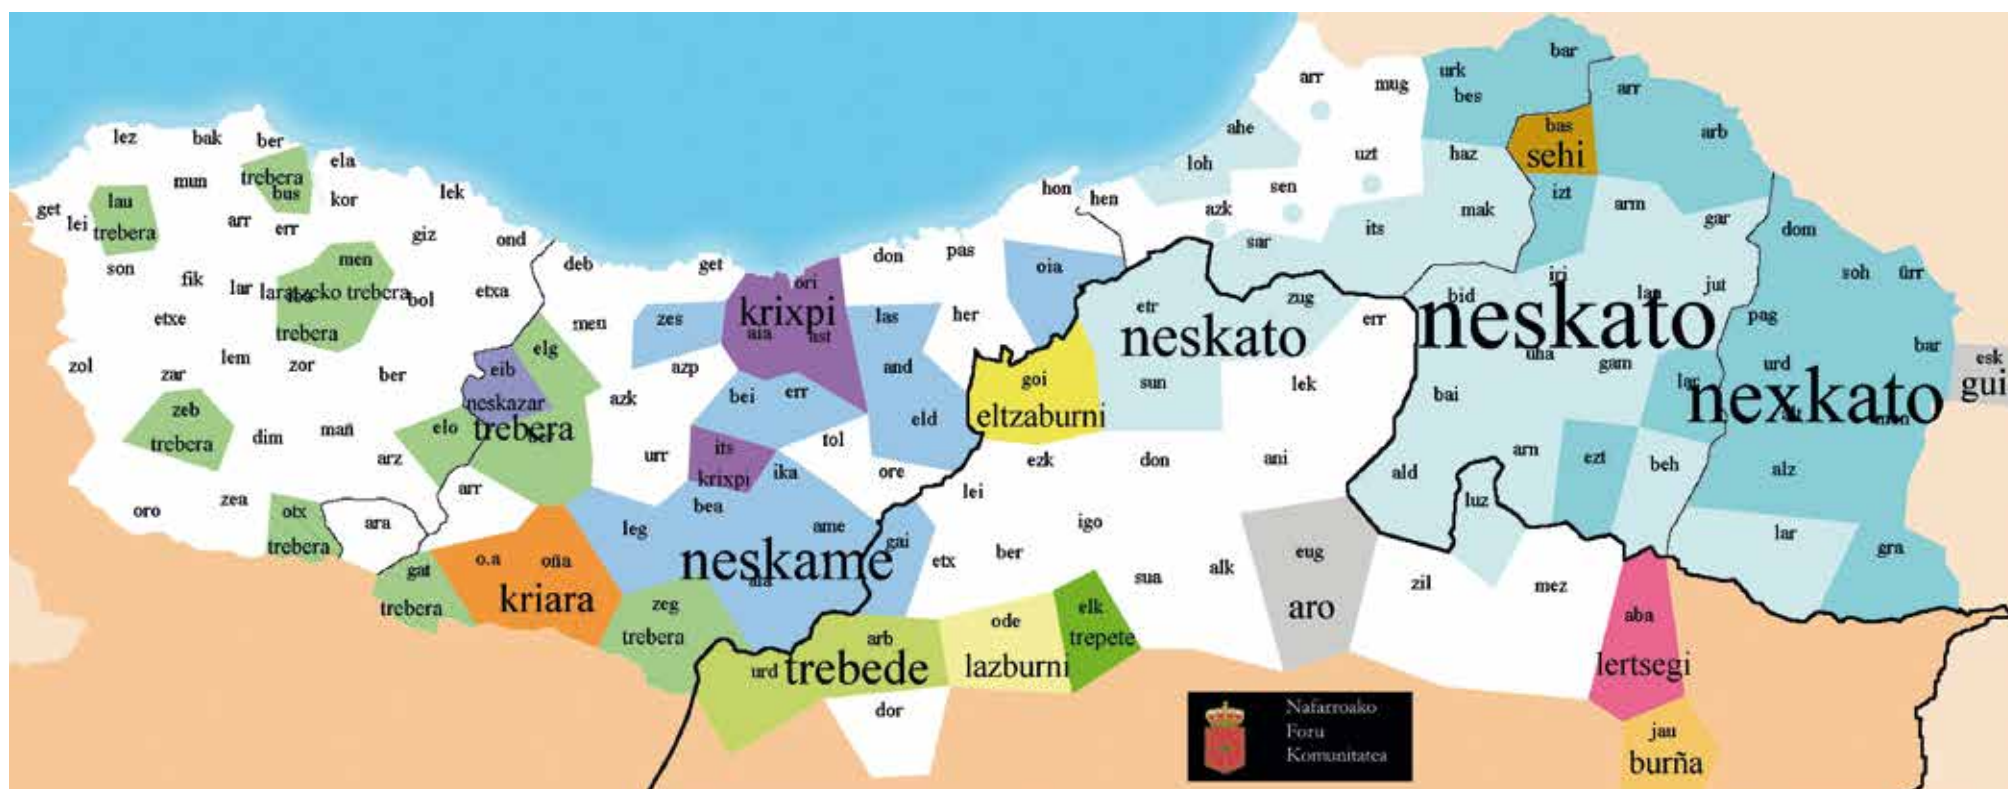 bar
arr
mug
urk
bes
arr
lez
bak
ber
ahe
bas
arb
ela
loh
uzt
haz
sehi
mun
trebera
bus
kor
lek
hon
hen
sen
izt
arm
get
lei
lau
trebera
arr
err
giz
ond
azk
mak
gar
sar
its
dom
son
fik
men
deb
get
don
pas
oia
soh
ürr
lar
laratzeko trebera
bol
etxa
ori
krixpi
aia
ast
etr
zug
bid
iri
lan
jut
etxe
trebera
men
zes
las
her
neskato
err
neskato
pag
zol
zar
lem
zor
ber
eib
elg
azp
and
goi
sun
lek
uha
gam
urd
bar
esk
gui
neskazar
azk
bei
err
eld
eltzaburni
bai
lar
nexkato
zeb
trebera
dim
mañ
elo
trebera
arz
urr
its
krixpi
tol
ika
ore
ezk
don
ani
arn
ezt
beh
alz
oro
zea
otx
arr
bea
lei
ald
luz
trebera
ara
leg
ame
gai
igo
lar
gat
o.a
oña
neskame
etx
ber
eug
gra
trebera
kriara
zeg
trebera
sua
alk
aro
zil
mez
arb
ode
elk
trepete
aba
urd
trebede
lazburni
lertsegi
dor
Nafarroako
Foru
Komunitatea
jau
burña